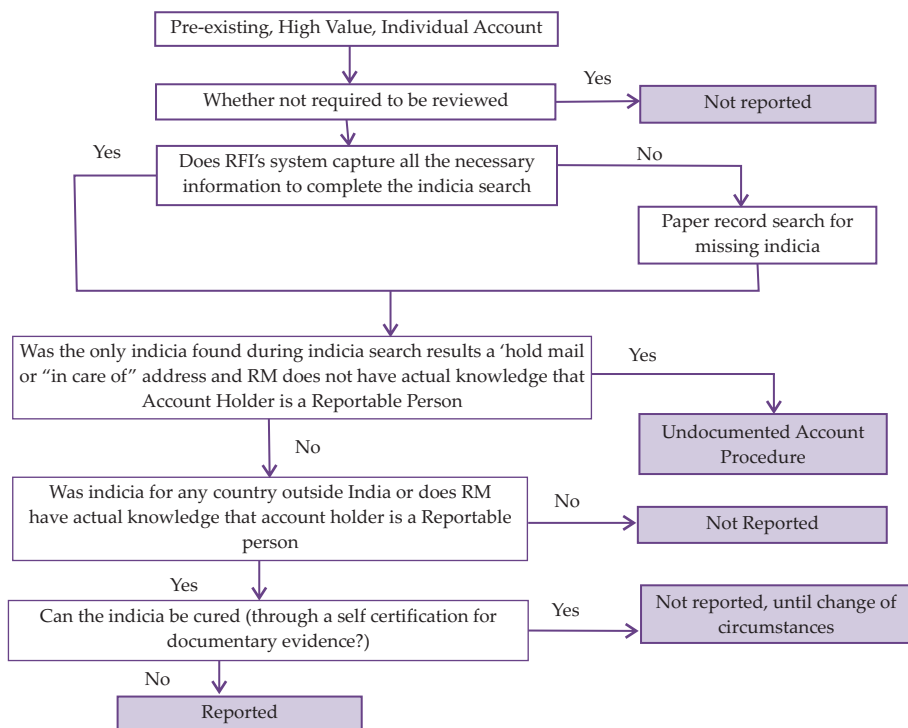 Pre-existing, High Value, Individual Account
Yes
Whether not required to be reviewed
Not reported
Yes
No
Does RFI's system capture all the necessary
information to complete the indicia search
Paper record search for
missing indicia
Was the only indicia found during indicia search results a ‘hold mail
or “in care of” address and RM does not have actual knowledge that
Account Holder is a Reportable Person
Yes
Undocumented Account
Procedure
No
Was indicia for any country outside India or does RM
have actual knowledge that account holder is a Reportable
person
No
Not Reported
Yes
Can the indicia be cured (through a self certification for
documentary evidence?)
Yes
Not reported, until change of
circumstances
No
Reported